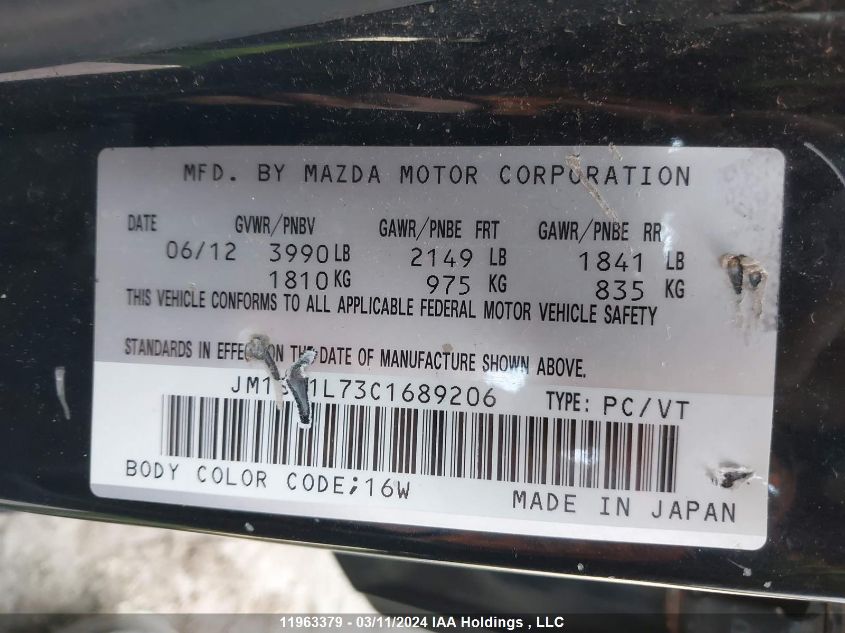 MFD. BY MAZDA MOTOR CORPORATION
DATE GVWR/PNBV GAWR/PNBE FRT GAWR/PNBE RR
06/12 3990 LB 2149 LB 1841 LB
1810 KG 975 KG 835 KG
THIS VEHICLE CONFORMS TO ALL APPLICABLE FEDERAL MOTOR VEHICLE SAFETY
STANDARDS IN EFFECT ON THE DATE OF MANUFACTURE SHOWN ABOVE.
TYPE: PC/VT
BODY COLOR CODE;16W
MADE IN JAPAN
11963379 - 03/11/2024 IAA Holdings , LLC